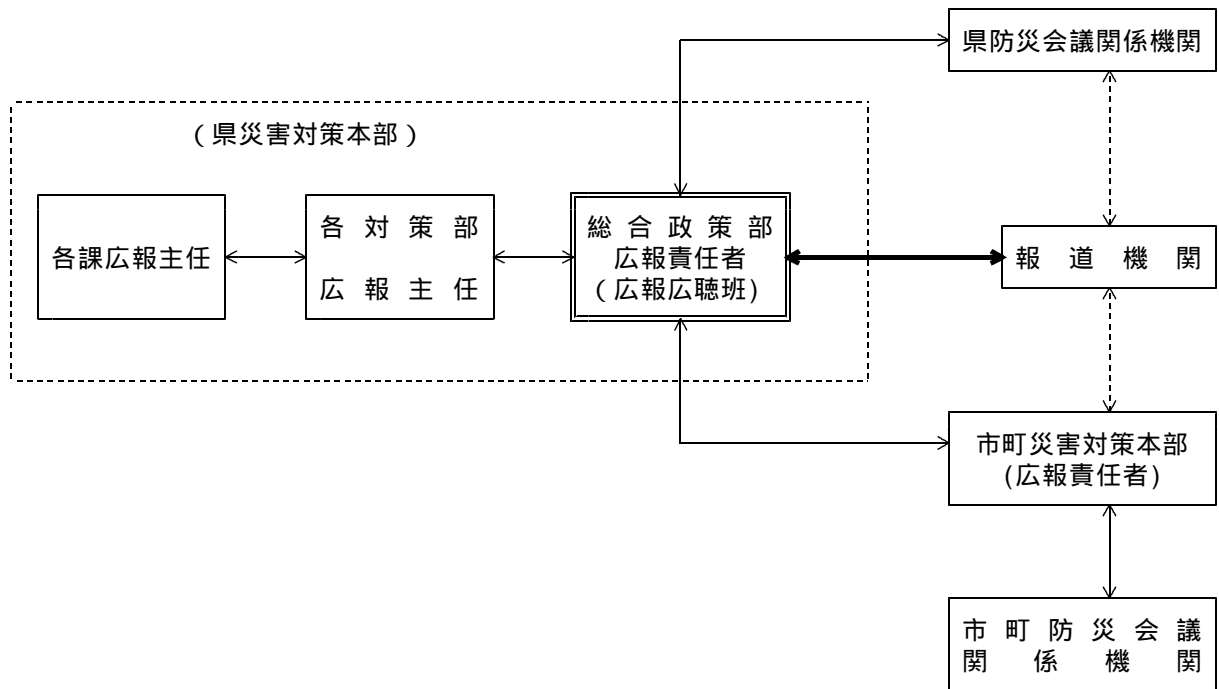 県防災会議関係機関
（県災害対策本部）
各課広報主任
各対策部
広報主任
総合政策部
広報責任者
（広報広聴班)
報道機関
市町災害対策本部
(広報責任者)
市町防災会議
関係機関